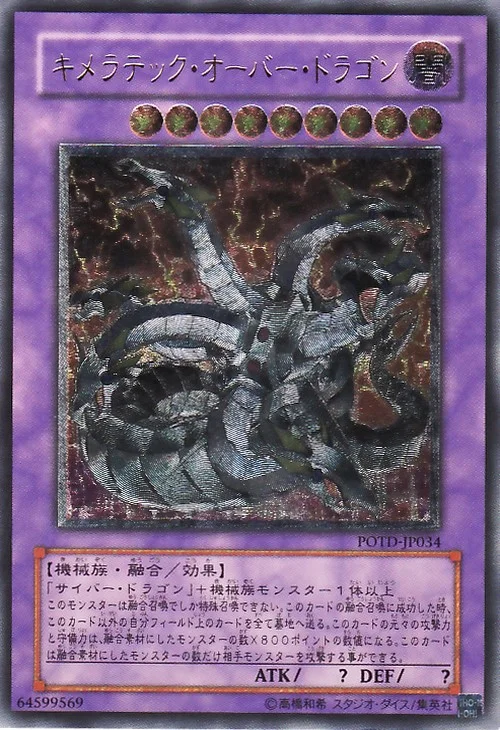 キメラテック・オーバー・ドラゴン
闇
POTD-JP034
【機械族・融合／効果】
「サイバー・ドラゴン」＋機械族モンスター１体以上
このモンスターは融合召喚でしか特殊召喚できない。このカードの融合召喚に成功した時、
このカード以外の自分フィールド上のカードを全て墓地へ送る。このカードの元々の攻撃力
と守備力は、融合素材にしたモンスターの数×８００ポイントの数値になる。このカード
は融合素材にしたモンスターの数だけ相手モンスターを攻撃する事ができる。
ATK/ ? DEF/ ?
64599569
©高橋和希 スタジオ・ダイス/集英社